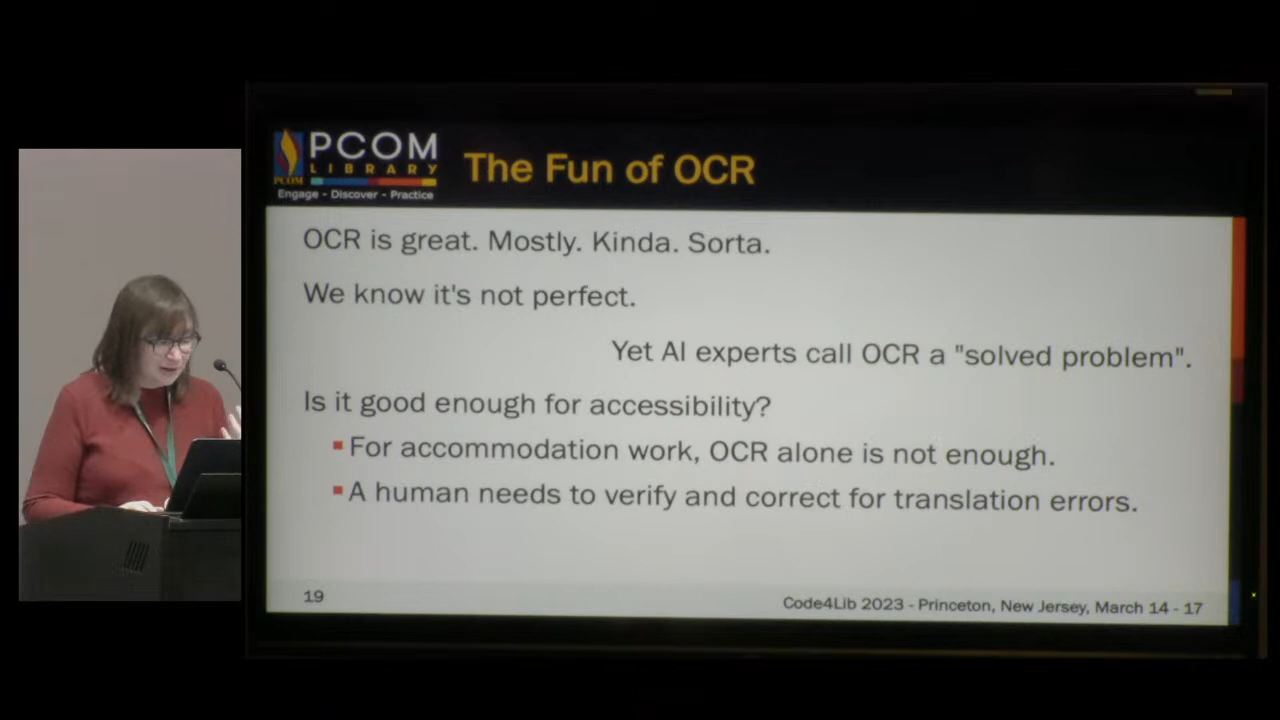 PCOM
LIBRARY
PCOM
Engage - Discover - Practice
The Fun of OCR
OCR is great. Mostly. Kinda. Sorta.
We know it's not perfect.
Yet AI experts call OCR a "solved problem".
Is it good enough for accessibility?
▪ For accommodation work, OCR alone is not enough.
▪ A human needs to verify and correct for translation errors.
19
Code4Lib 2023 - Princeton, New Jersey, March 14 - 17